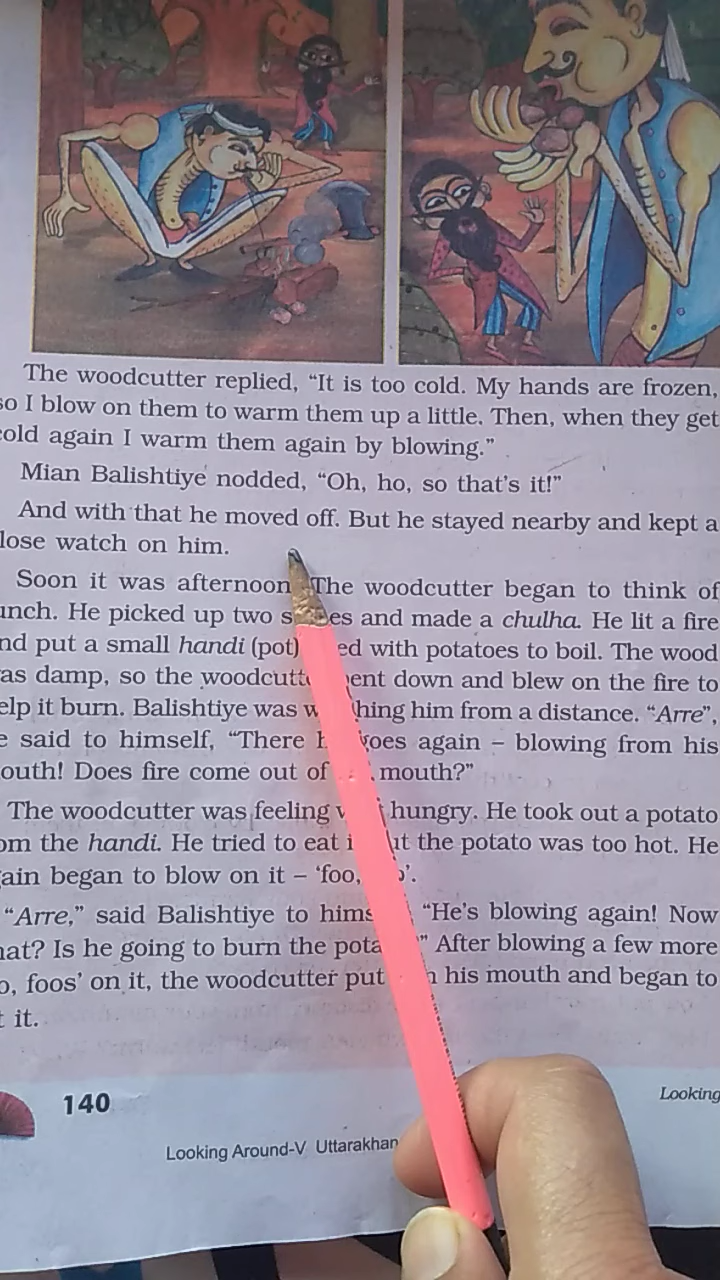 The woodcutter replied, “It is too cold. My hands are frozen,
so I blow on them to warm them up a little. Then, when they get
cold again I warm them again by blowing.”
Mian Balishtiye nodded, “Oh, ho, so that’s it!”
And with that he moved off. But he stayed nearby and kept a
lose watch on him.
Soon it was afternoon The woodcutter began to think of
unch. He picked up two s es and made a chulha. He lit a fire
nd put a small handi (pot) ed with potatoes to boil. The wood
as damp, so the woodcutt ent down and blew on the fire to
elp it burn. Balishtiye was w hing him from a distance. “Arre”,
e said to himself, “There goes again – blowing from his
outh! Does fire come out of mouth?”
The woodcutter was feeling hungry. He took out a potato
om the handi. He tried to eat i ut the potato was too hot. He
ain began to blow on it – ‘foo, ’.
“Arre,” said Balishtiye to hims “He’s blowing again! Now
hat? Is he going to burn the pota ” After blowing a few more
o, foos’ on it, the woodcutter put his mouth and began to
t it.
140
Looking
Looking Around-V Uttarakhan